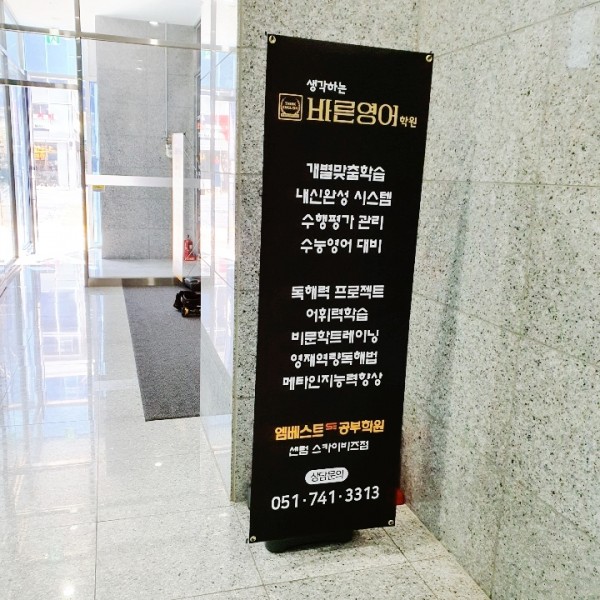 생각하는
바른영어학원
개별맞춤학습
내신완성 시스템
수행평가 관리
수능영어 대비
독해력 프로젝트
어휘력학습
비문학트레이닝
영재역량독해법
메타인지능력향상
엠베스트 SE 공부학원
센텀 스카이비즈점
상담문의
051·741·3313